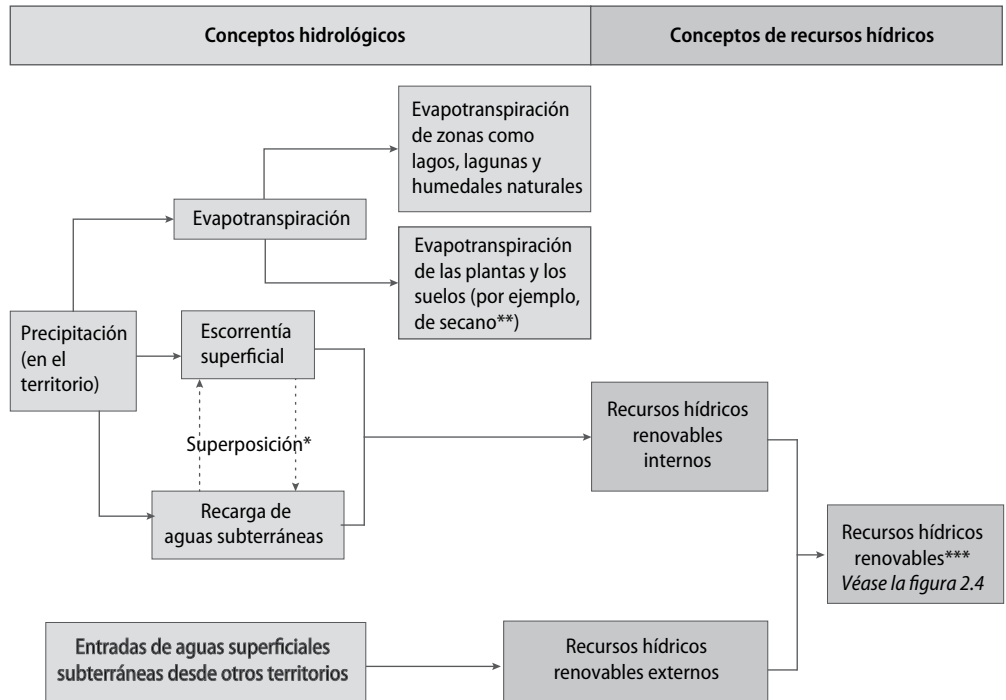 Conceptos hidrológicos
Conceptos de recursos hídricos
Evapotranspiración
de zonas como
lagos, lagunas y
humedales naturales
Evapotranspiración
Evapotranspiración
de las plantas y los
suelos (por ejemplo,
de secano**)
Precipitación
(en el
territorio)
Escorrentía
superficial
Superposición*
Recarga de
aguas subterráneas
Recursos hídricos
renovables
internos
Recursos hídricos
renovables***
Véase la figura 2.4
Entradas de aguas superficiales
subterráneas desde otros territorios
Recursos hídricos
renovables externos